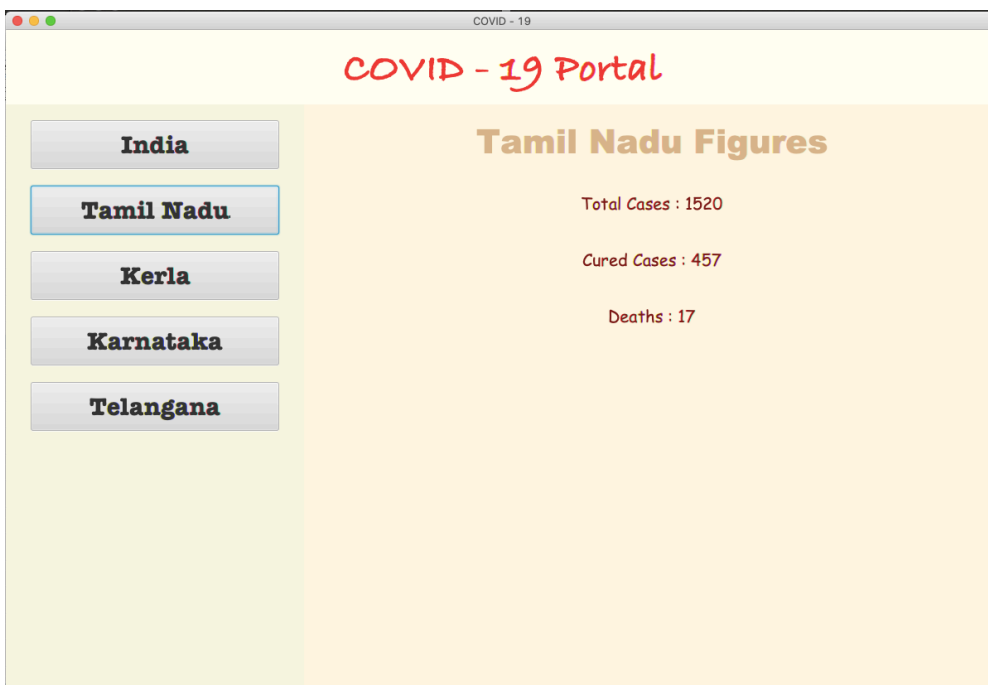 COVID - 19
COVID - 19 Portal
India
Tamil Nadu
Kerla
Karnataka
Telangana
Tamil Nadu Figures
Total Cases : 1520
Cured Cases : 457
Deaths : 17